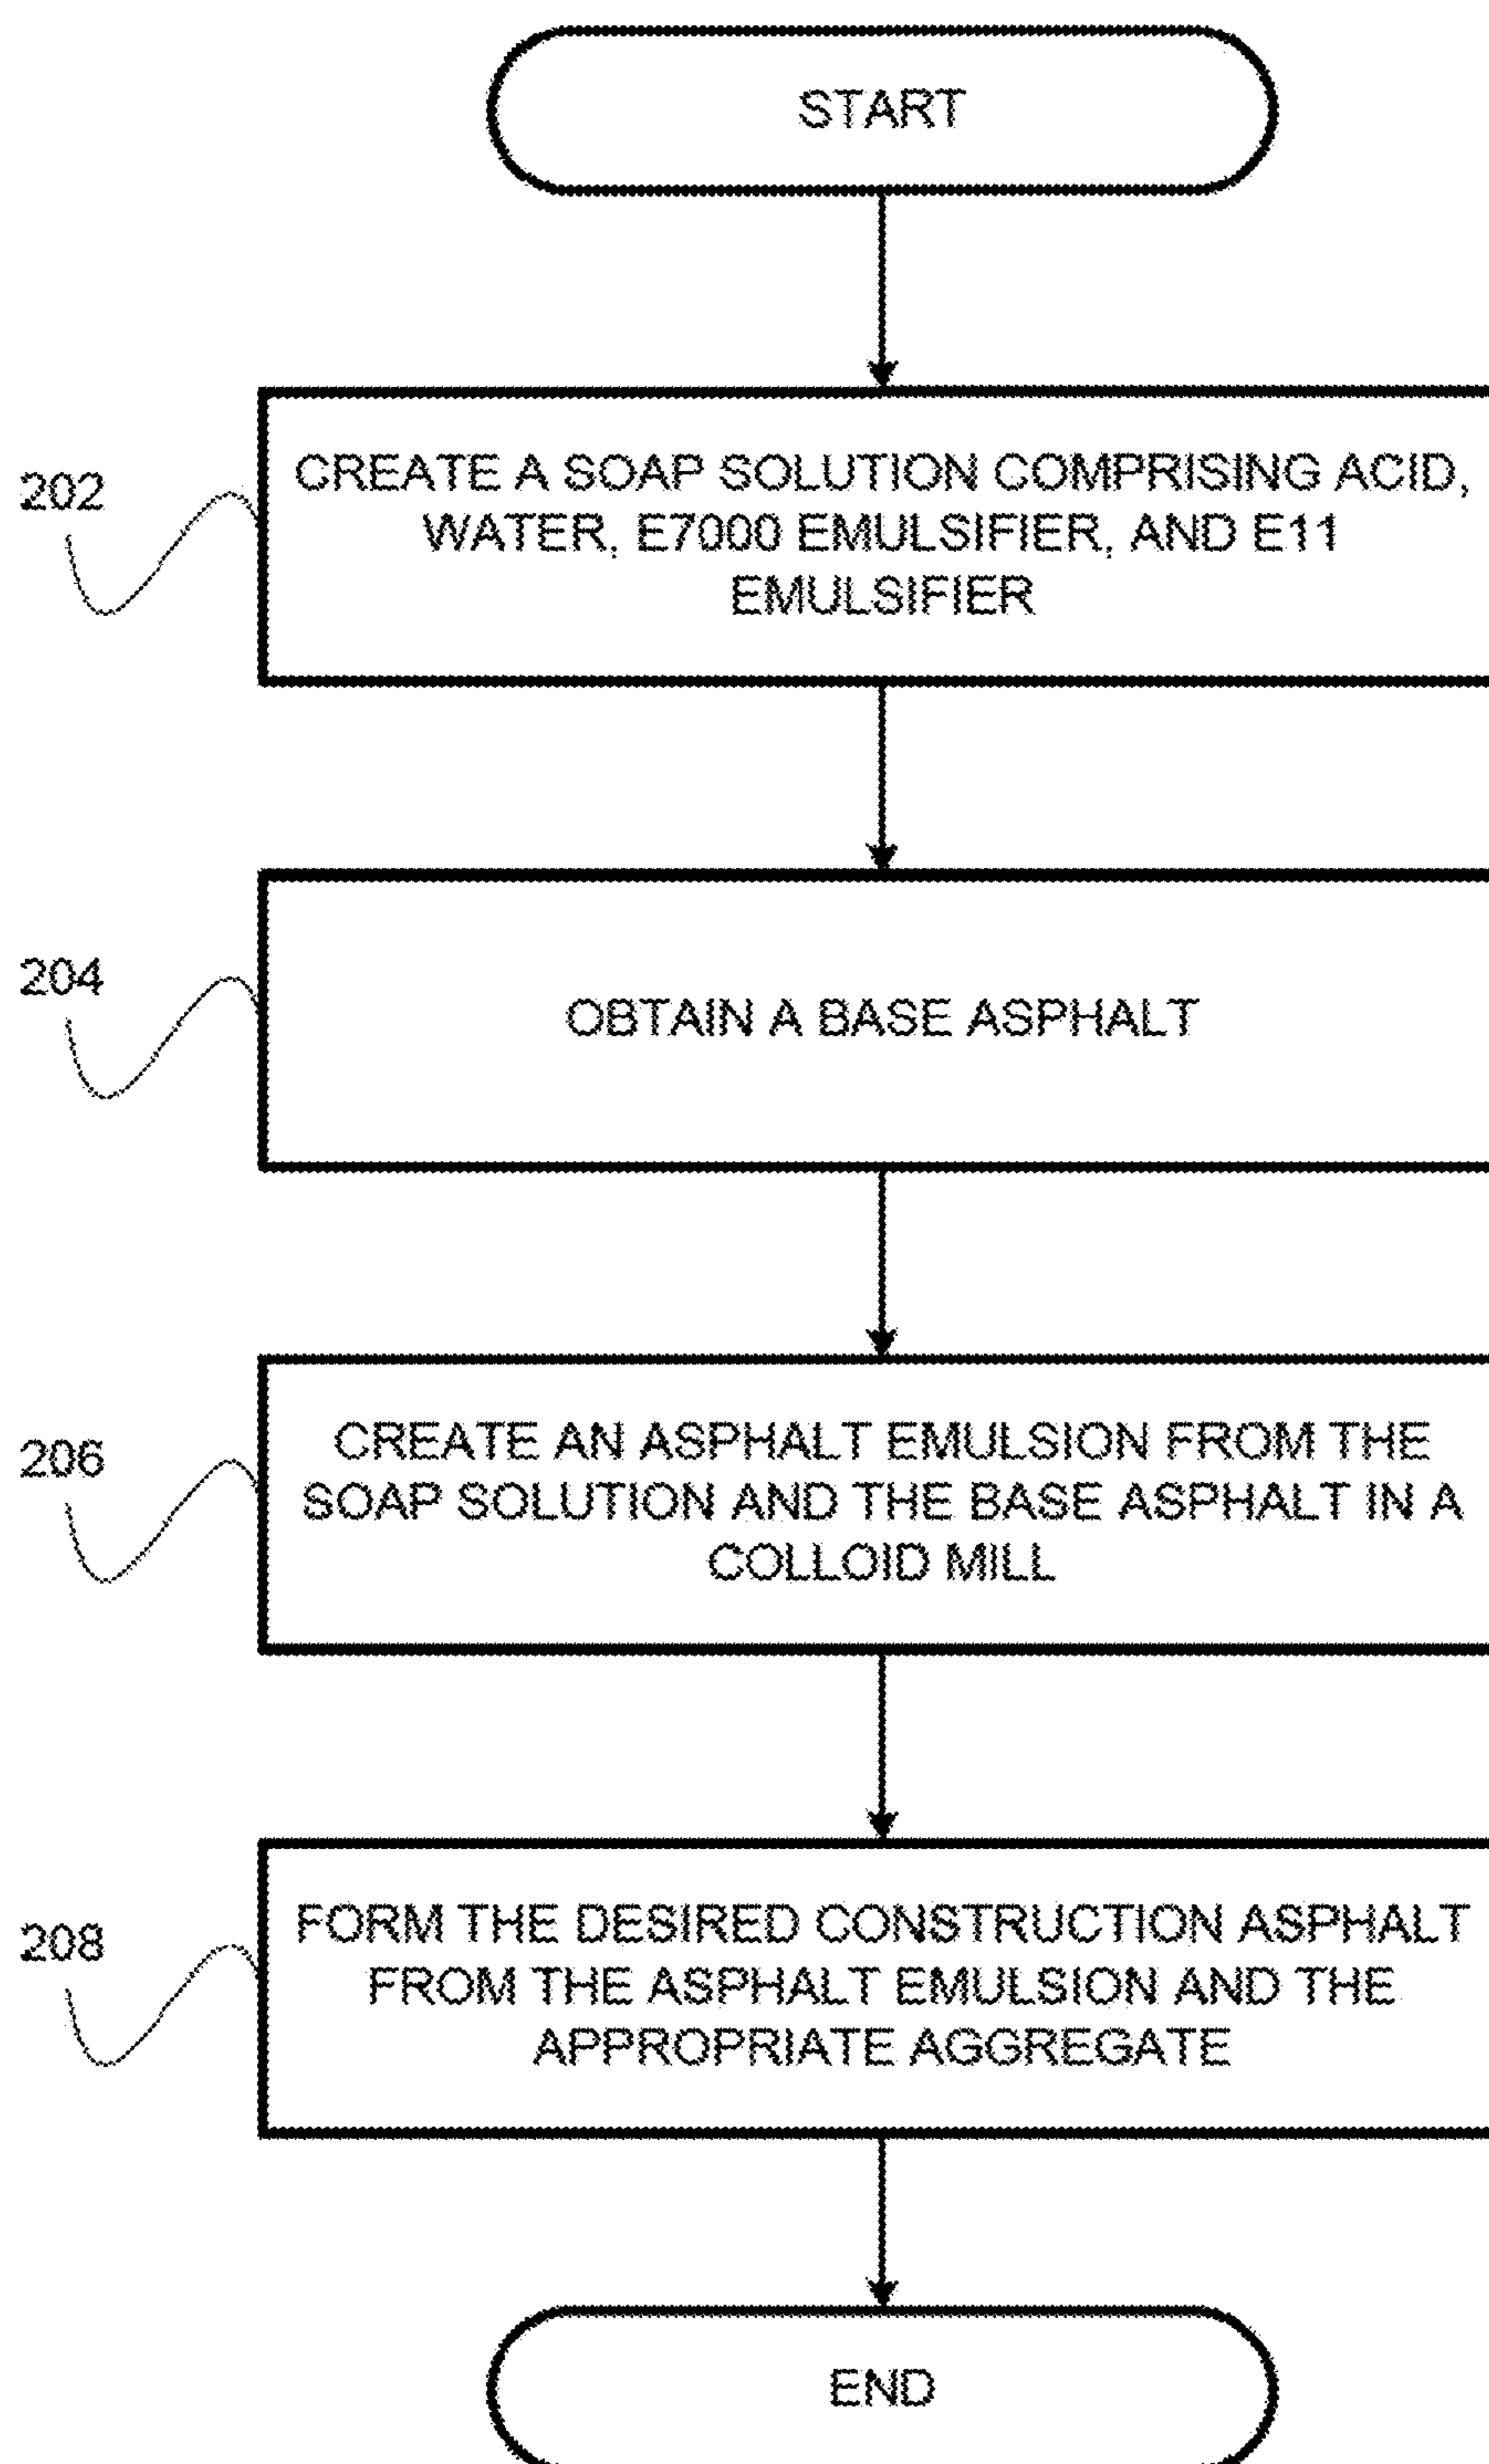 START
202
CREATE A SOAP SOLUTION COMPRISING ACID,
WATER, E7000 EMULSIFIER, AND E11
EMULSIFIER
204
OBTAIN A BASE ASPHALT
206
CREATE AN ASPHALT EMULSION FROM THE
SOAP SOLUTION AND THE BASE ASPHALT IN A
COLLOID MILL
208
FORM THE DESIRED CONSTRUCTION ASPHALT
FROM THE ASPHALT EMULSION AND THE
APPROPRIATE AGGREGATE
END